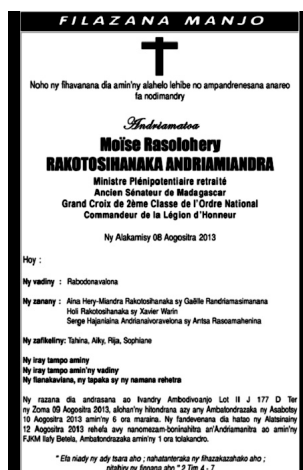 FILAZANA MANJO
Noho ny fihavanana dia amin'ny alahelo lehibe no ampandrenesana anareo
fa nodimandry
Andriamatoa
Moïse Rasolohery
RAKOTOSIHANAKA ANDRIAMIANDRA
Ministre Plénipotentiaire retraité
Ancien Sénateur de Madagascar
Grand Croix de 2ème Classe de l'Ordre National
Commandeur de la Légion d'Honneur
Ny Alakamisy 08 Aogositra 2013
Hoy :
Ny vadiny : Rabodonavalona
Ny zanany : Aina Hery-Miandra Rakotosihanaka sy Gaëlle Randriamasimanana
Holi Rakotosihanaka sy Xavier Warin
Serge Hajaniaina Andrianaivoravelona sy Antsa Rasoamahenina
Ny zafikeliny: Tahina, Aiky, Rija, Sophiane
Ny iray tampo aminy
Ny iray tampo amin'ny vadiny
Ny fianakaviana, ny tapaka sy ny namana rehetra
Ny razana dia andrasana ao Ivandry Ambodivoanjo Lot II J 177 D Ter
ny Zoma 09 Aogositra 2013, alohan'ny hitondrana azy any Ambatondrazaka ny Asabotsy
10 Aogositra 2013 amin'ny 6 ora maraina. Ny fandevenana dia hatao ny Alatsinainy
12 Aogositra 2013 rehefa avy nanomezam-boninahitra an'Andriamanitra ao amin'ny
FJKM Ilafy Betela, Ambatondrazaka amin'ny 1 ora tolakandro.
" Efa niady ny ady tsara aho ; nahatanteraka ny fihazakazahako aho ;
nitahiry ny finoana aho " 2 Tim 4 - 7